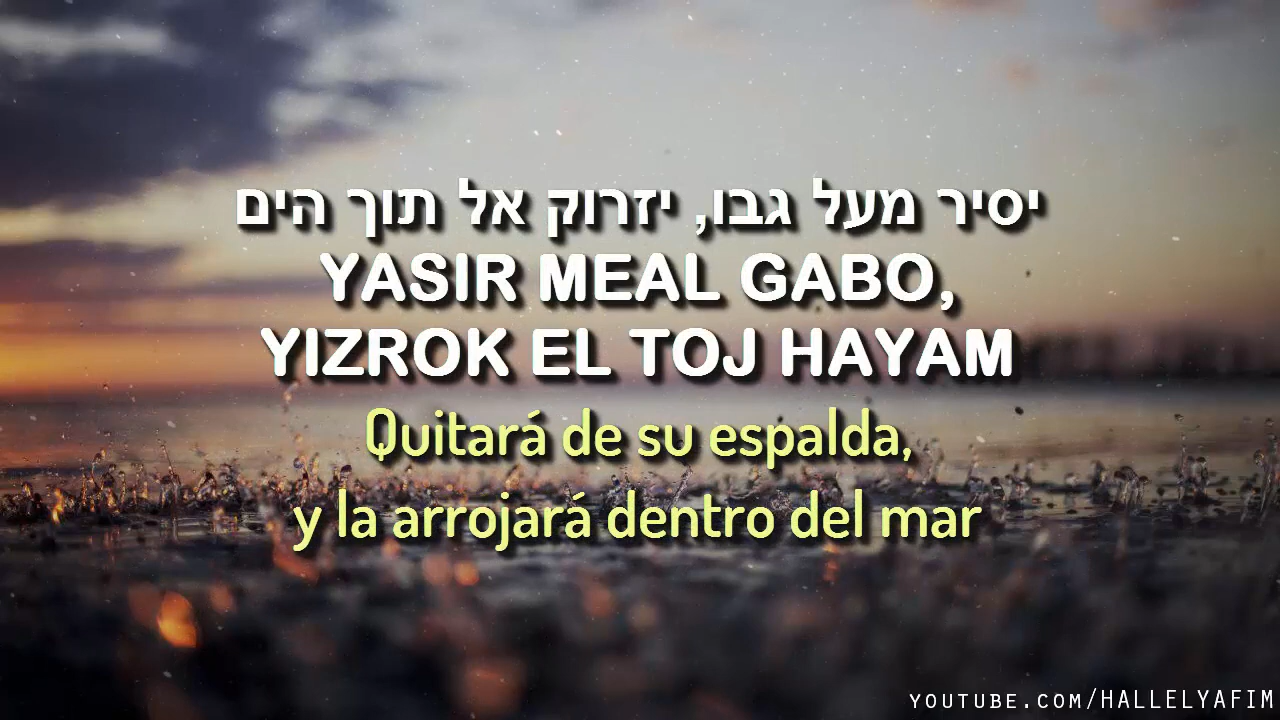 יסיר מעל גבו, יזרוק אל תוך הים
YASIR MEAL GABO,
YIZROK EL TOJ HAYAM
Quitará de su espalda,
y la arrojará dentro del mar
YOUTUBE.COM/HALLELYAFIM